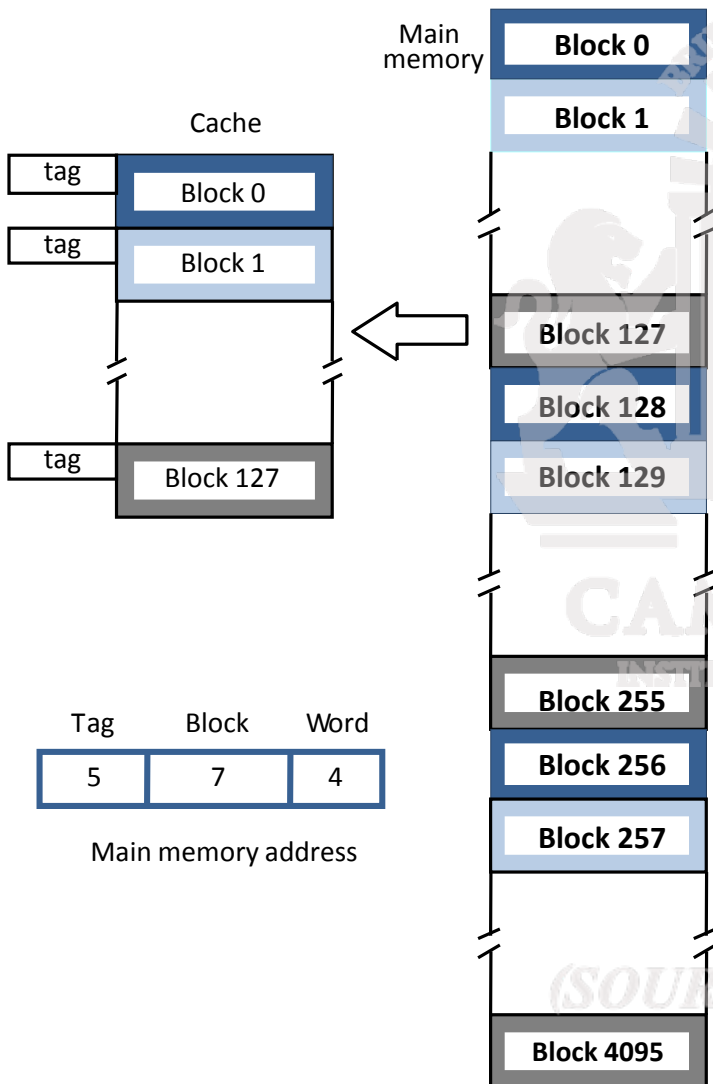 Main
memory
Block 0
Block 1
Block 127
Block 128
Block 129
Block 255
Block 256
Block 257
Block 4095
Cache
tag
Block 0
tag
Block 1
tag
Block 127
Tag Block Word
5 7 4
Main memory address
(SOUR
CAM